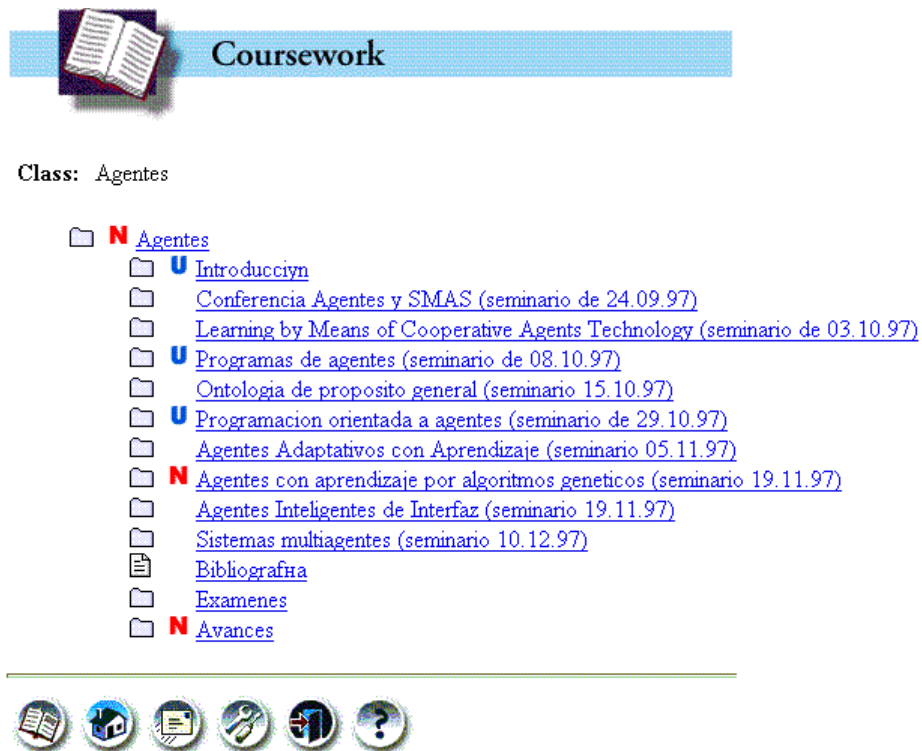 Coursework
Class: Agentes
N Agentes
U Introducciyn
Conferencia Agentes y SMAS (seminario de 24.09.97)
Learning by Means of Cooperative Agents Technology (seminario de 03.10.97)
U Programas de agentes (seminario de 08.10.97)
Ontologia de proposito general (seminario 15.10.97)
U Programacion orientada a agentes (seminario de 29.10.97)
Agentes Adaptativos con Aprendizaje (seminario 05.11.97)
N Agentes con aprendizaje por algoritmos geneticos (seminario 19.11.97)
Agentes Inteligentes de Interfaz (seminario 19.11.97)
Sistemas multiagentes (seminario 10.12.97)
Bibliografнa
Examenes
N Avances
?